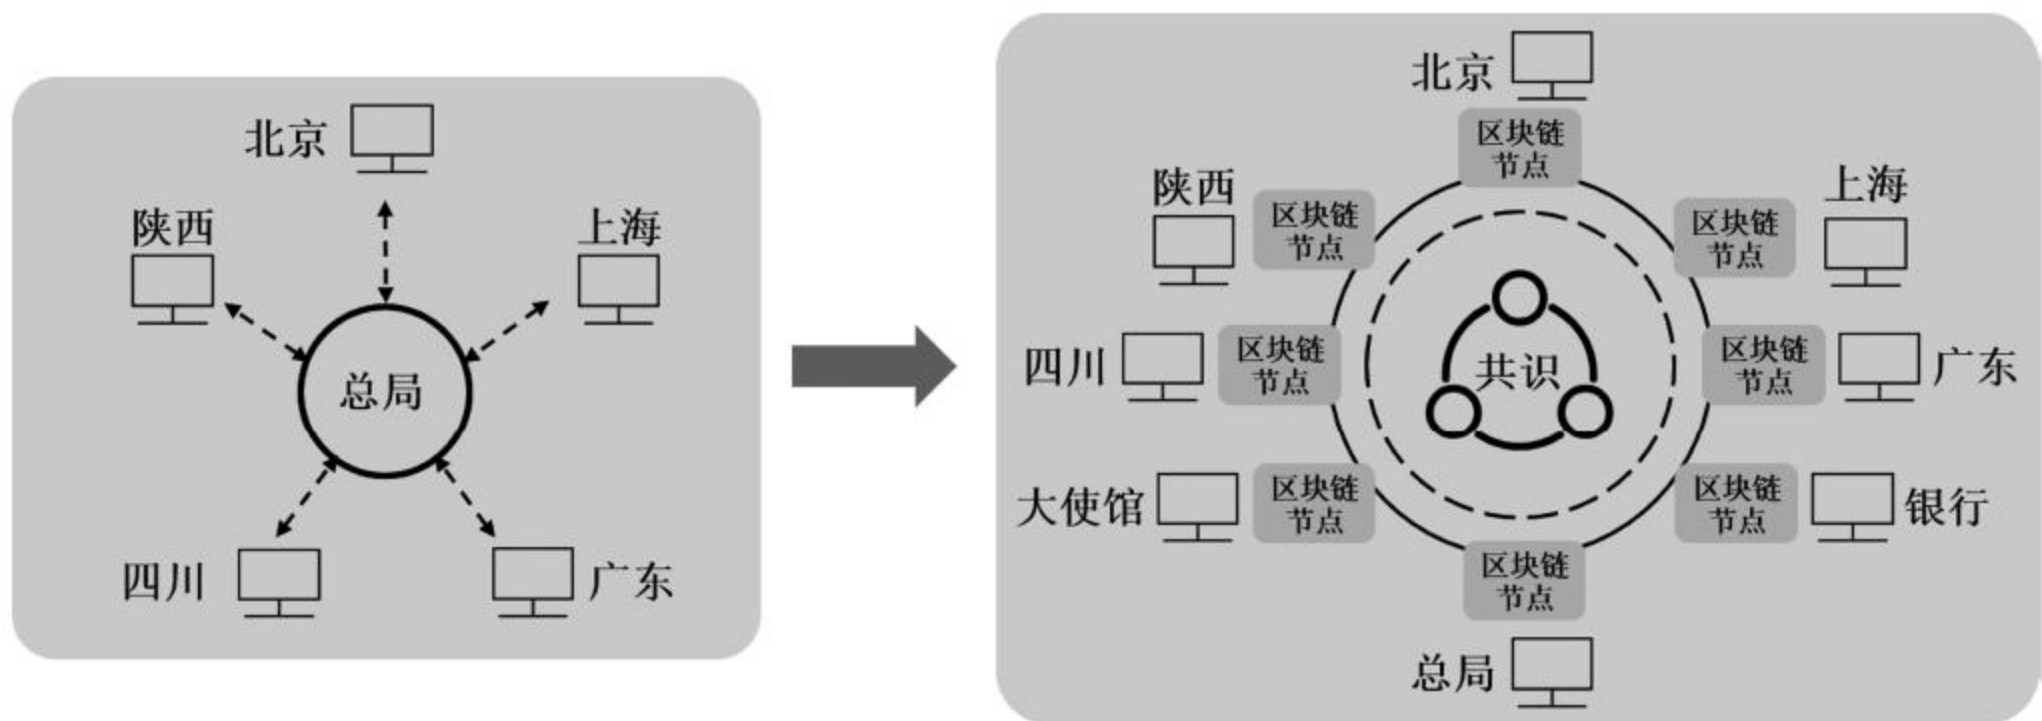 北京
陕西
上海
总局
四川
广东
北京
区块链
节点
陕西
区块链
节点
区块链
节点
上海
四川
区块链
节点
共识
区块链
节点
广东
大使馆
区块链
节点
区块链
节点
银行
区块链
节点
总局